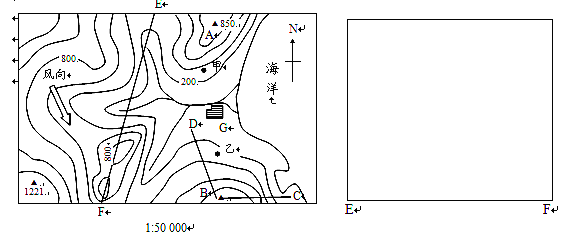 E↵
N↵
850.
A↵
800.
甲↵
风向↵
200.
海洋↵
D↵
G↵
乙↵
800
1221.
B↵
C↵
F↵
E↵
F↵
1:50 000↵